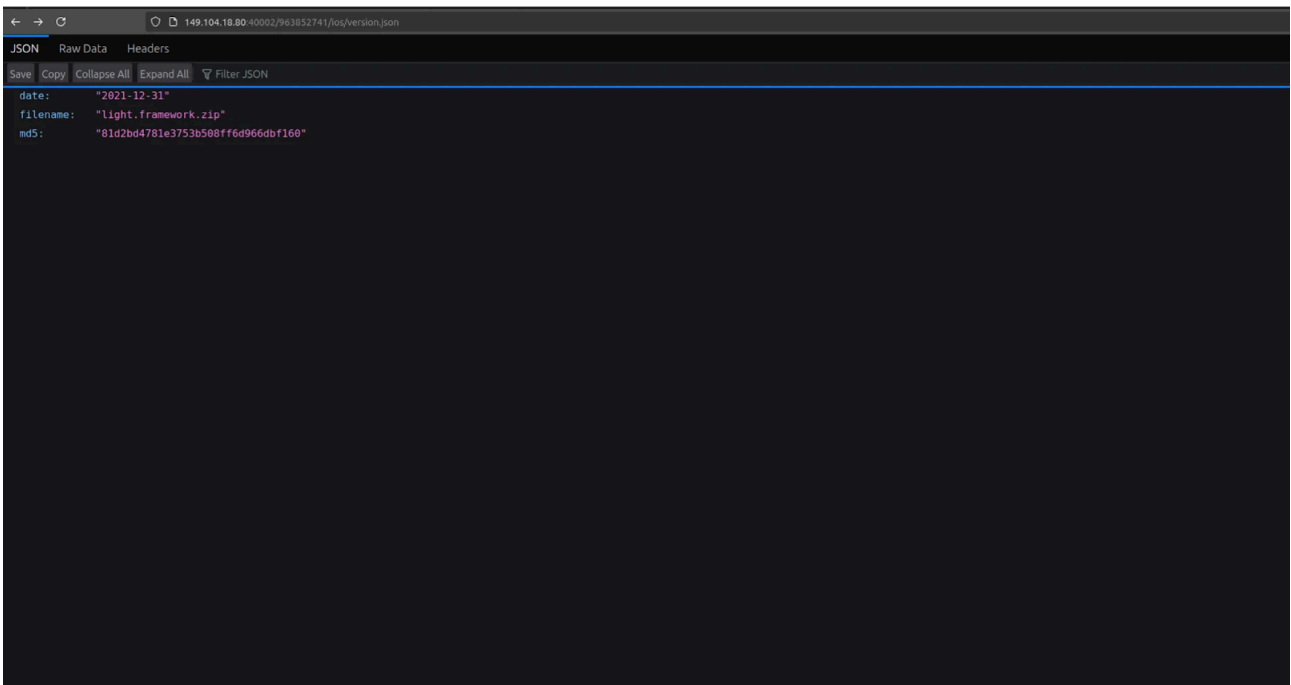 149.104.18.80:40002/963852741/ios/version.json
JSON Raw Data Headers
Save Copy Collapse All Expand All Filter JSON
date: "2021-12-31"
filename: "light.framework.zip"
md5: "81d2bd4781e3753b508ff6d966dbf160"